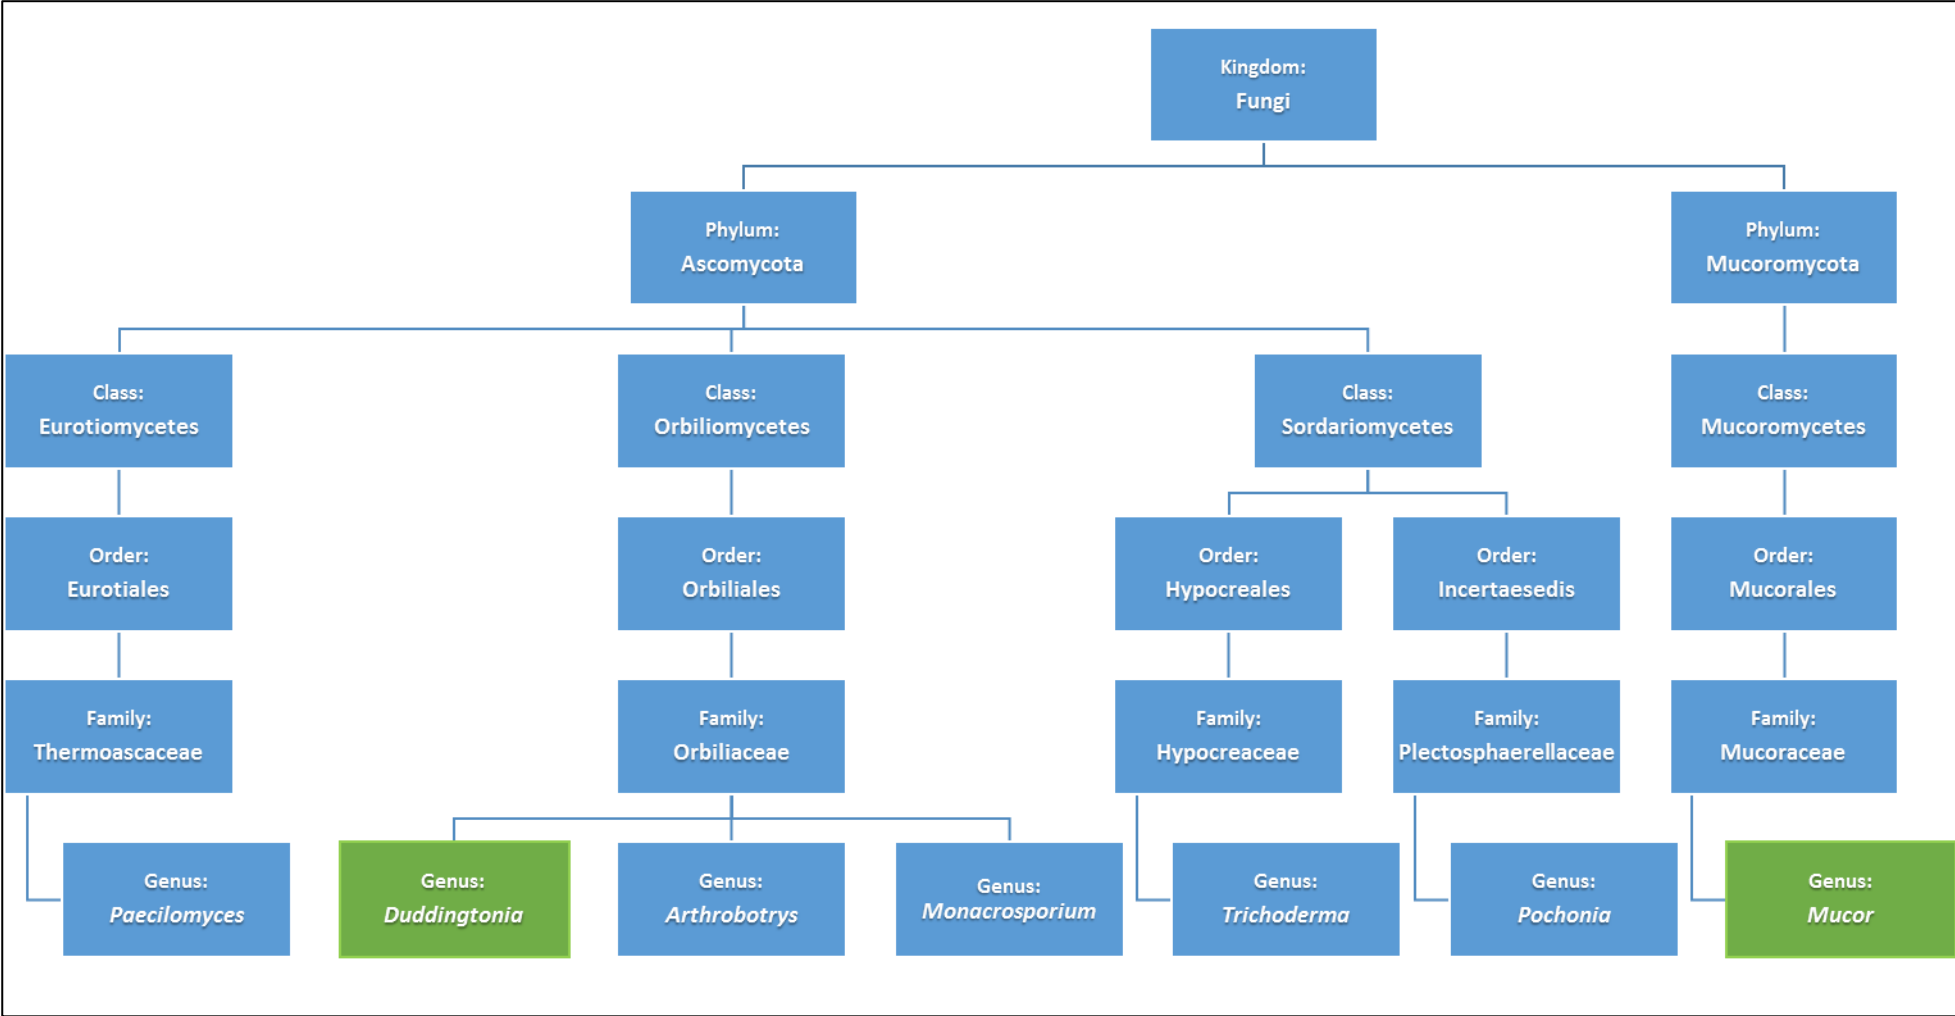 Kingdom:
Fungi
Phylum:
Ascomycota
Phylum:
Mucoromycota
Class:
Eurotiomycetes
Class:
Orbiliomycetes
Class:
Sordariomycetes
Class:
Mucoromycetes
Order:
Eurotiales
Order:
Orbiliales
Order:
Hypocreales
Order:
Incertaesedis
Order:
Mucorales
Family:
Thermoascaceae
Family:
Orbiliaceae
Family:
Hypocreaceae
Family:
Plectosphaerellaceae
Family:
Mucoraceae
Genus:
Paecilomyces
Genus:
Duddingtonia
Genus:
Arthrobotrys
Genus:
Monacrosporium
Genus:
Trichoderma
Genus:
Pochonia
Genus:
Mucor